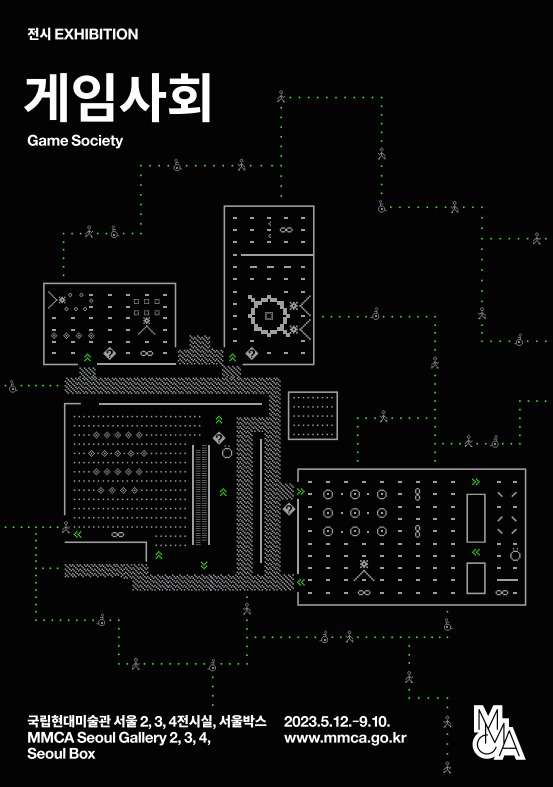 전시 EXHIBITION
게임사회
Game Society
국립현대미술관 서울 2, 3, 4전시실, 서울박스
MMCA Seoul Gallery 2, 3, 4,
Seoul Box
2023.5.12.–9.10.
www.mmca.go.kr
MMCA